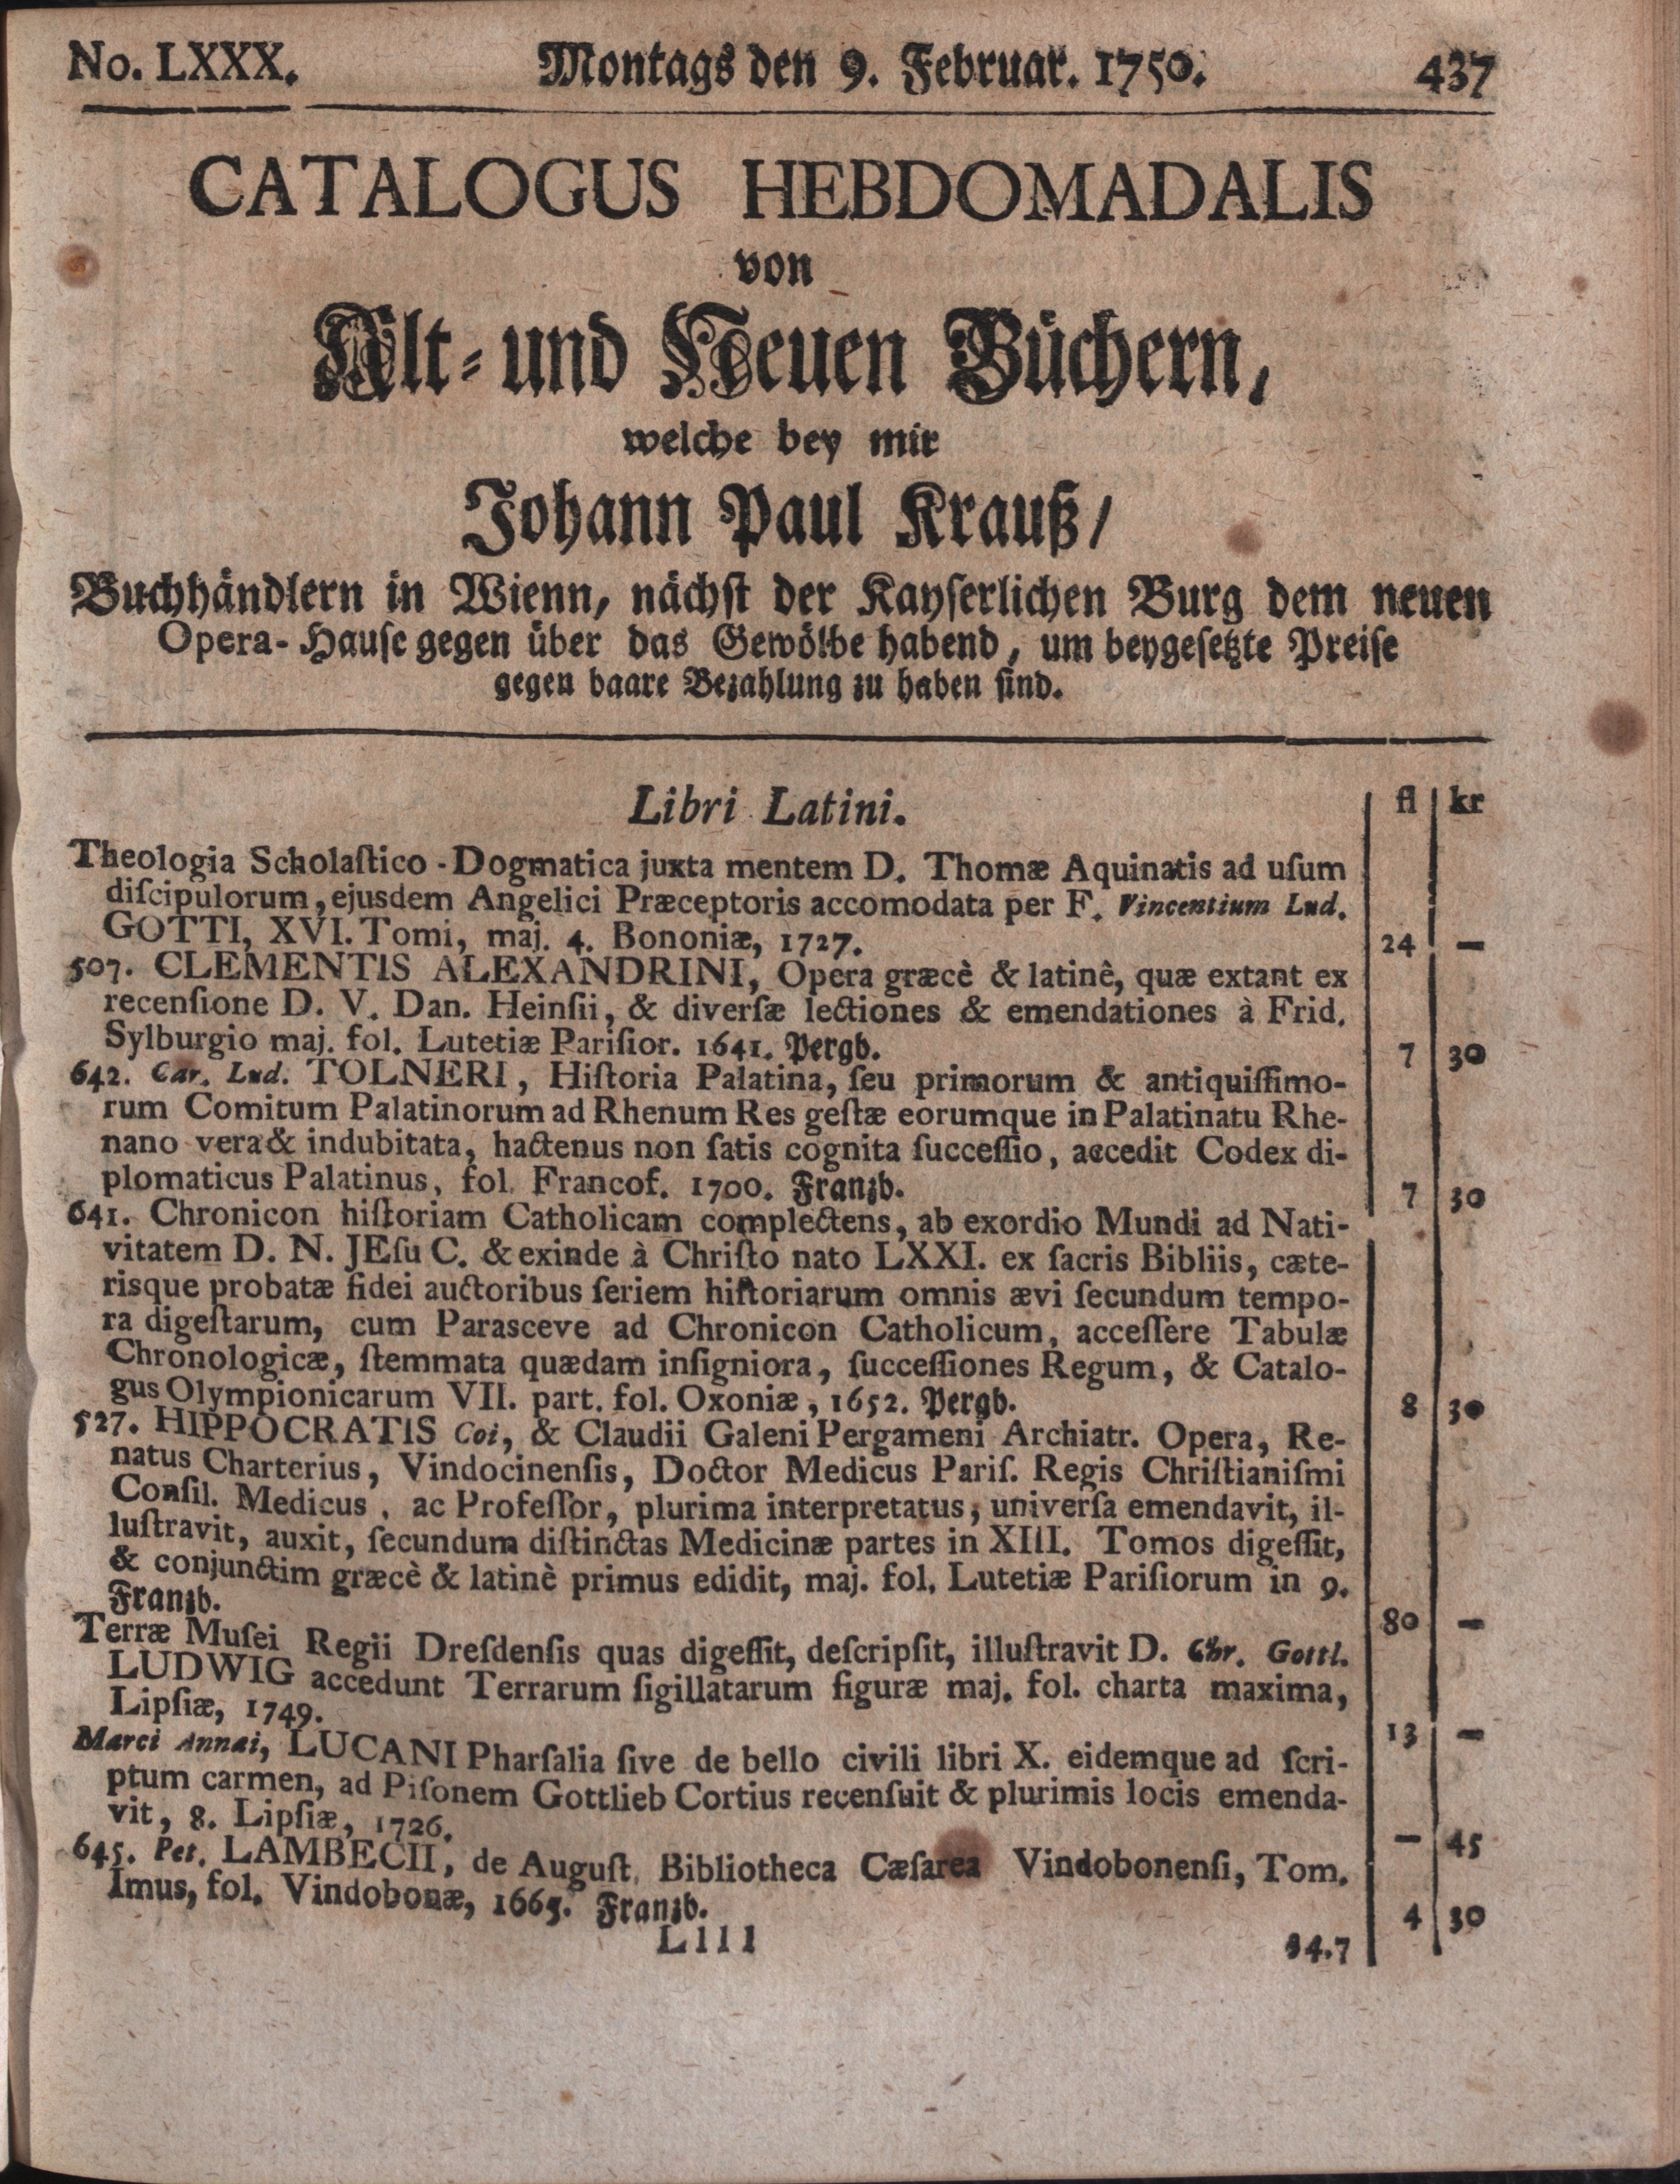 No. LXXX. Montags den 9. Februar. 1750. 437
CATALOGUS HEBDOMADALIS
von
Alt- und Neuen Büchern,
welche bey mir
Johann Paul Krauß/
Buchhändlern in Wienn, nächst der Kayserlichen Burg dem neuen
Opera-Hause gegen über das Gewölbe habend, um beygesetzte Preise
gegen baare Bezahlung zu haben sind.
Libri Latini. fl kr
Theologia Scholaſtico-Dogmatica juxta mentem D. Thomæ Aquinatis ad uſum
diſcipulorum, ejusdem Angelici Præceptoris accomodata per F. Vincentium Lud.
GOTTI, XVI. Tomi, maj. 4. Bononiæ, 1727. 24 —
507. CLEMENTIS ALEXANDRINI, Opera græcè & latinê, quæ extant ex
recenſione D. V. Dan. Heinſii, & diverſæ lectiones & emendationes à Frid.
Sylburgio maj. fol. Lutetiæ Pariſior. 1641. Pergb. 7 30
642. Car. Lud. TOLNERI, Hiſtoria Palatina, ſeu primorum & antiquiſſimo-
rum Comitum Palatinorum ad Rhenum Res geſtæ eorumque in Palatinatu Rhe-
nano vera & indubitata, hactenus non ſatis cognita ſucceſſio, accedit Codex di-
plomaticus Palatinus, fol. Francof. 1700. Franzb. 7 30
641. Chronicon hiſtoriam Catholicam complectens, ab exordio Mundi ad Nati-
vitatem D. N. JEſu C. & exinde à Chriſto nato LXXI. ex ſacris Bibliis, cæte-
risque probatæ fidei auctoribus ſeriem hiſtoriarum omnis ævi ſecundum tempo-
ra digeſtarum, cum Parasceve ad Chronicon Catholicum, acceſſere Tabulæ
Chronologicæ, ſtemmata quædam inſigniora, ſucceſſiones Regum, & Catalo-
gus Olympionicarum VII. part. fol. Oxoniæ, 1652. Pergb. 8 30
527. HIPPOCRATIS Coi, & Claudii Galeni Pergameni Archiatr. Opera, Re-
natus Charterius, Vindocinenſis, Doctor Medicus Pariſ. Regis Chriſtianiſmi
Conſil. Medicus, ac Profeſſor, plurima interpretatus, univerſa emendavit, il-
luſtravit, auxit, ſecundum diſtinctas Medicinæ partes in XIII. Tomos digeſſit,
& conjunctim græcè & latinè primus edidit, maj. fol. Lutetiæ Pariſiorum in 9.
Franzb. 80 —
Terræ Muſei Regii Dreſdenſis quas digeſſit, deſcripſit, illuſtravit D. Chr. Gottl.
LUDWIG accedunt Terrarum ſigillatarum figuræ maj. fol. charta maxima,
Lipſiæ, 1749. 13 —
Marci Annæi, LUCANI Pharſalia ſive de bello civili libri X. eidemque ad ſcri-
ptum carmen, ad Piſonem Gottlieb Cortius recenſuit & plurimis locis emenda-
vit, 8. Lipſiæ, 1726. — 45
645. Pet. LAMBECII, de Auguſt. Bibliotheca Cæſarea Vindobonenſi, Tom.
Imus, fol. Vindobonæ, 1665. Franzb. 4 30
Llll 34.7